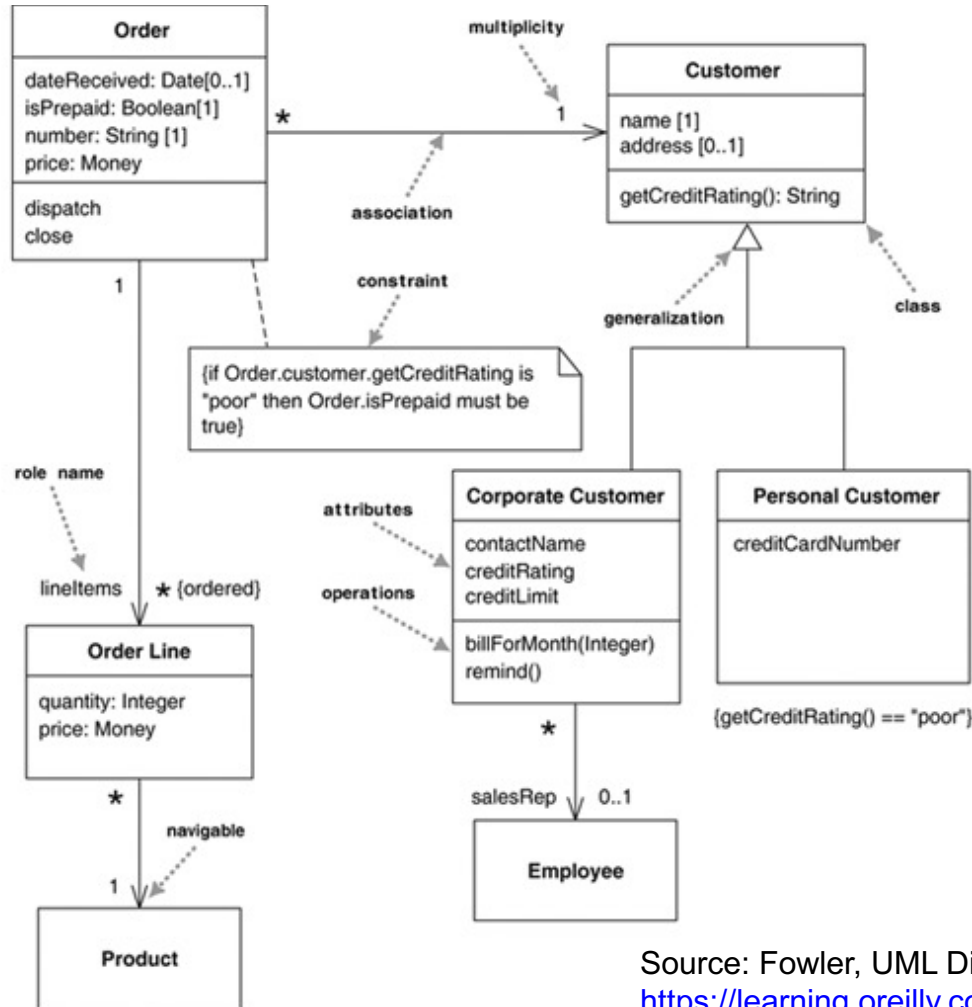 Order
dateReceived: Date[0..1]
isPrepaid: Boolean[1]
number: String [1]
price: Money
dispatch
close
multiplicity
*
1
association
Customer
name [1]
address [0..1]
getCreditRating(): String
class
generalization
1
constraint
{if Order.customer.getCreditRating is
"poor" then Order.isPrepaid must be
true}
role name
lineItems
* {ordered}
Order Line
quantity: Integer
price: Money
*
navigable
1
Product
attributes
operations
Corporate Customer
contactName
creditRating
creditLimit
billForMonth(Integer)
remind()
Personal Customer
creditCardNumber
{getCreditRating() == "poor"}
*
salesRep
0..1
Employee
Source: Fowler, UML Di
https://learning.oreilly.co